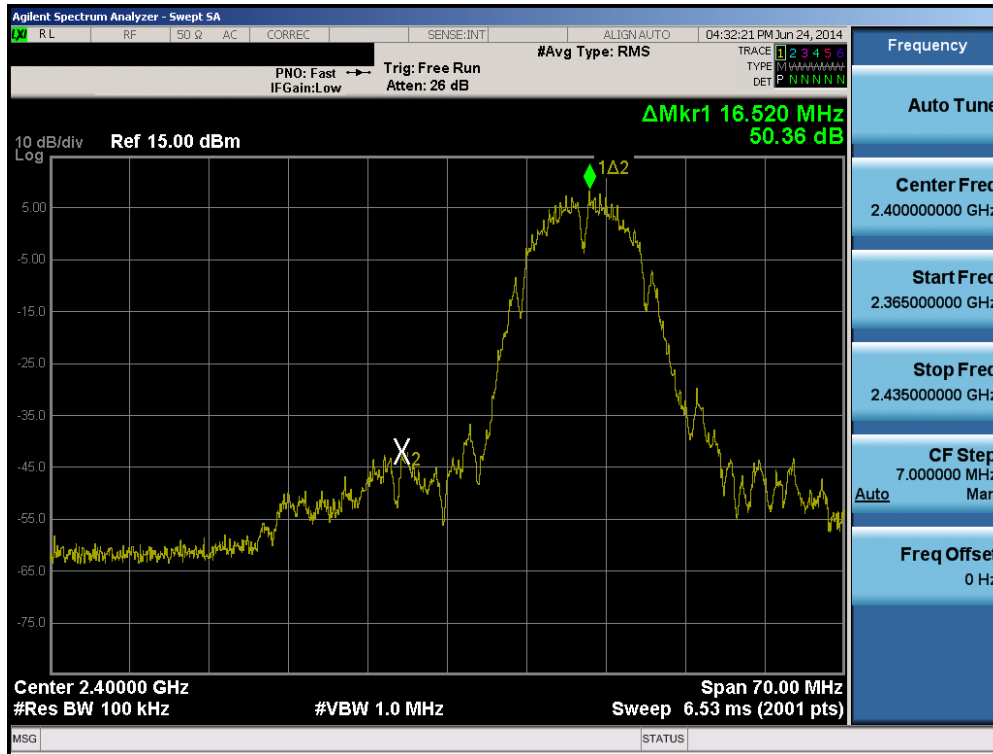 Agilent Spectrum Analyzer - Swept SA
LXI RL RF 50 Ω AC CORREC SENSE:INT ALIGN AUTO 04:32:21 PM Jun 24, 2014
#Avg Type: RMS TRACE 1 2 3 4 5 6
PNO: Fast Trig: Free Run TYPE M
IFGain:Low Atten: 26 dB DET P N N N N N
ΔMkr1 16.520 MHz
50.36 dB
10 dB/div Ref 15.00 dBm
Log
1Δ2
5.00
-5.00
-15.0
-25.0
-35.0
X2
-45.0
-55.0
-65.0
-75.0
Center 2.40000 GHz Span 70.00 MHz
#Res BW 100 kHz #VBW 1.0 MHz Sweep 6.53 ms (2001 pts)
MSG STATUS
Frequency
Auto Tune
Center Freq
2.400000000 GHz
Start Freq
2.365000000 GHz
Stop Freq
2.435000000 GHz
CF Step
7.000000 MHz
Auto Man
Freq Offset
0 Hz